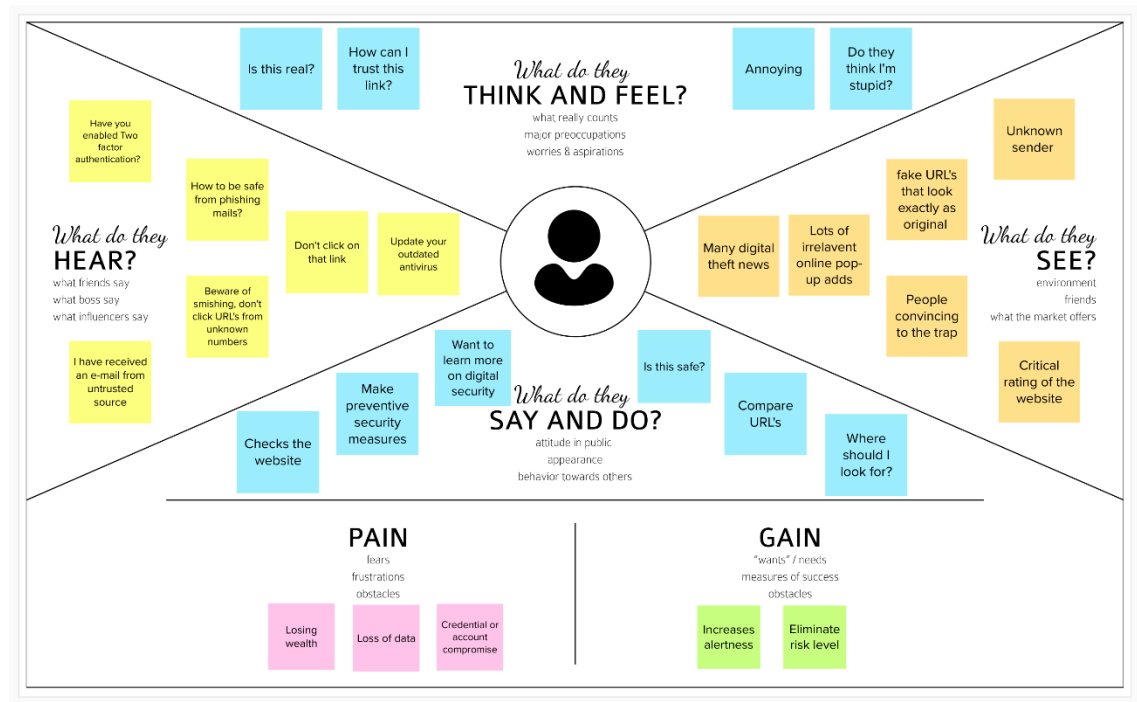 Is this real?
How can I
trust this
link?
What do they
THINK AND FEEL?
what really counts
major preoccupations
worries & aspirations
Annoying
Do they
think I'm
stupid?
Have you
enabled Two
factor
authentication?
How to be safe
from phishing
mails?
Don't click on
that link
Update your
outdated
antivirus
What do they
HEAR?
what friends say
what boss say
what influencers say
Beware of
smishing, don't
click URL's from
unknown
numbers
I have received
an e-mail from
untrusted
source
Unknown
sender
fake URL's
that look
exactly as
original
Many digital
theft news
Lots of
irrelavent
online pop-
up adds
What do they
SEE?
environment
friends
what the market offers
People
convincing
to the trap
Critical
rating of the
website
Want to
learn more
on digital
security
Is this safe?
Make
preventive
security
measures
Checks the
website
What do they
SAY AND DO?
attitude in public
appearance
behavior towards others
Compare
URL's
Where
should I
look for?
PAIN
fears
frustrations
obstacles
Losing
wealth
Loss of data
Credential or
account
compromise
GAIN
"wants" / needs
measures of success
obstacles
Increases
alertness
Eliminate
risk level